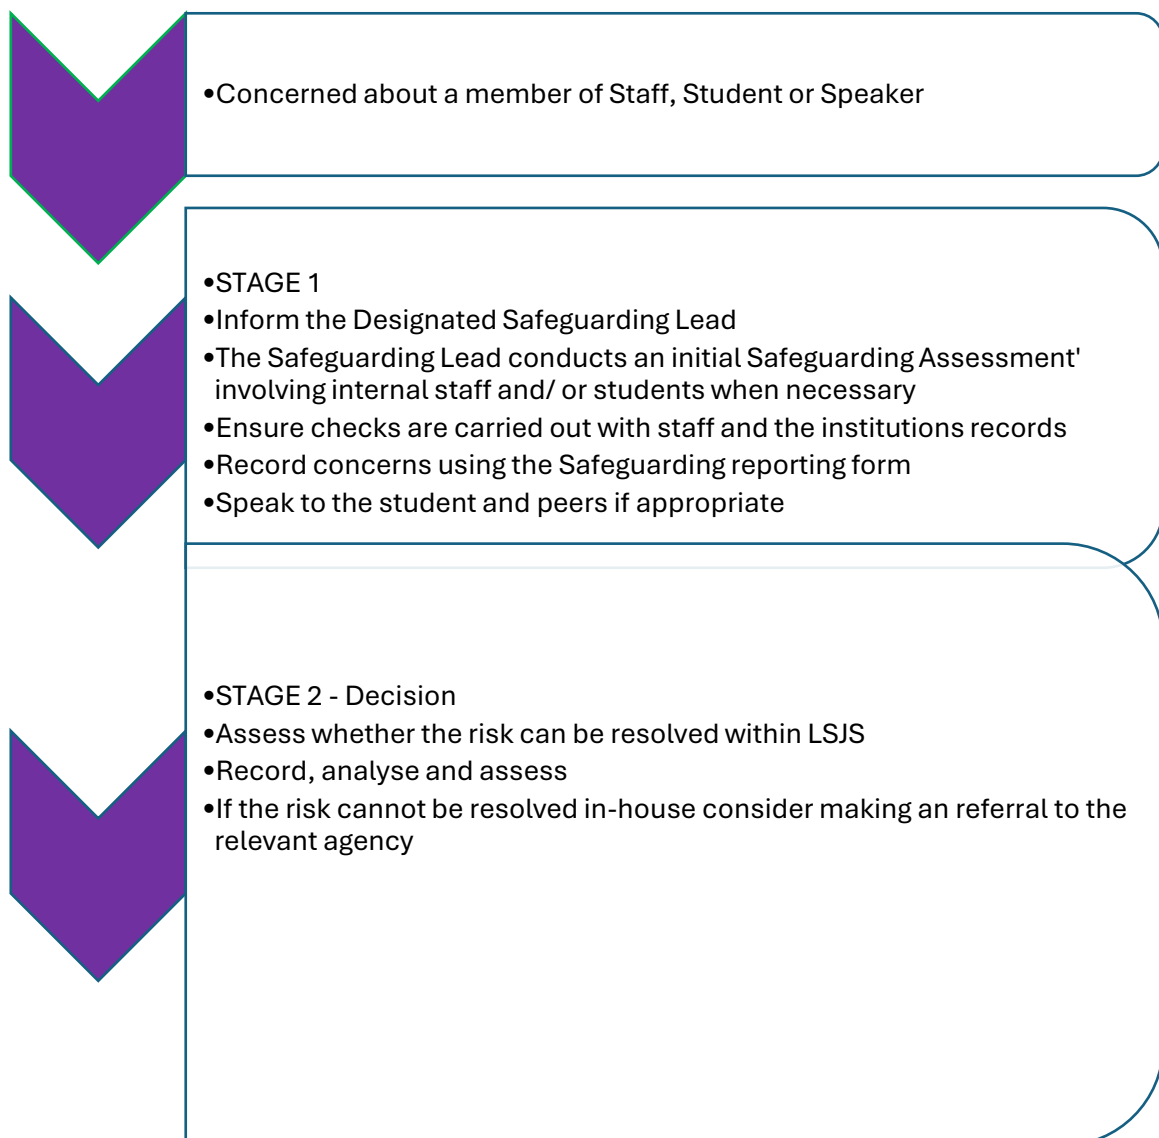 •Concerned about a member of Staff, Student or Speaker
•STAGE 1
•Inform the Designated Safeguarding Lead
•The Safeguarding Lead conducts an initial Safeguarding Assessment'
involving internal staff and/ or students when necessary
•Ensure checks are carried out with staff and the institutions records
•Record concerns using the Safeguarding reporting form
•Speak to the student and peers if appropriate
•STAGE 2 - Decision
•Assess whether the risk can be resolved within LSJS
•Record, analyse and assess
•If the risk cannot be resolved in-house consider making an referral to the
relevant agency